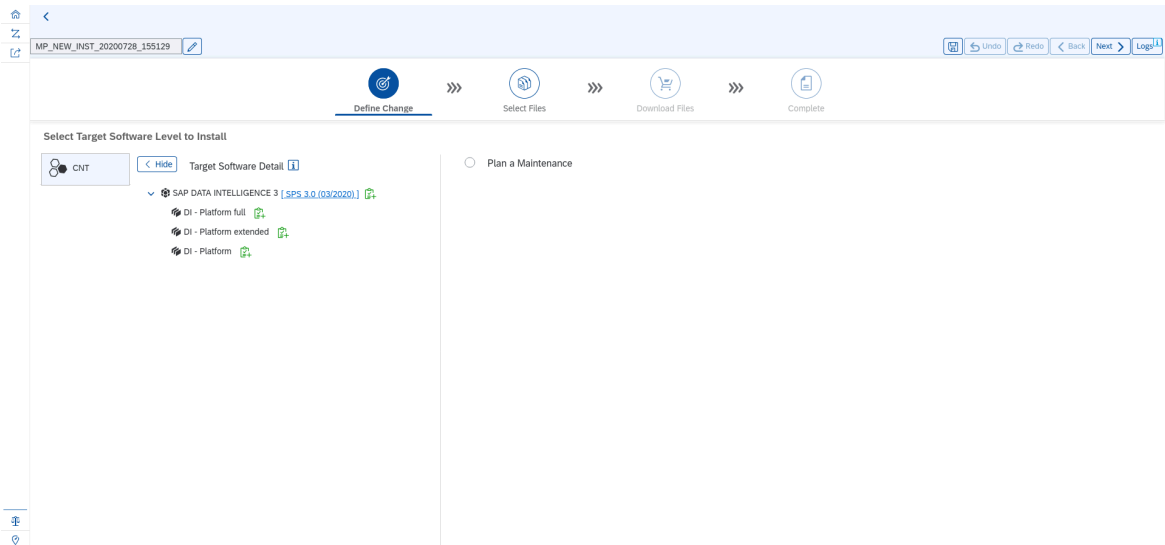 MP_NEW_INST_20200728_155129
Undo
Redo
Back
Next
Logs
Define Change
Select Files
Download Files
Complete
Select Target Software Level to Install
CNT
Hide
Target Software Detail
Plan a Maintenance
SAP DATA INTELLIGENCE 3 [ SPS 3.0 (03/2020) ]
DI - Platform full
DI - Platform extended
DI - Platform